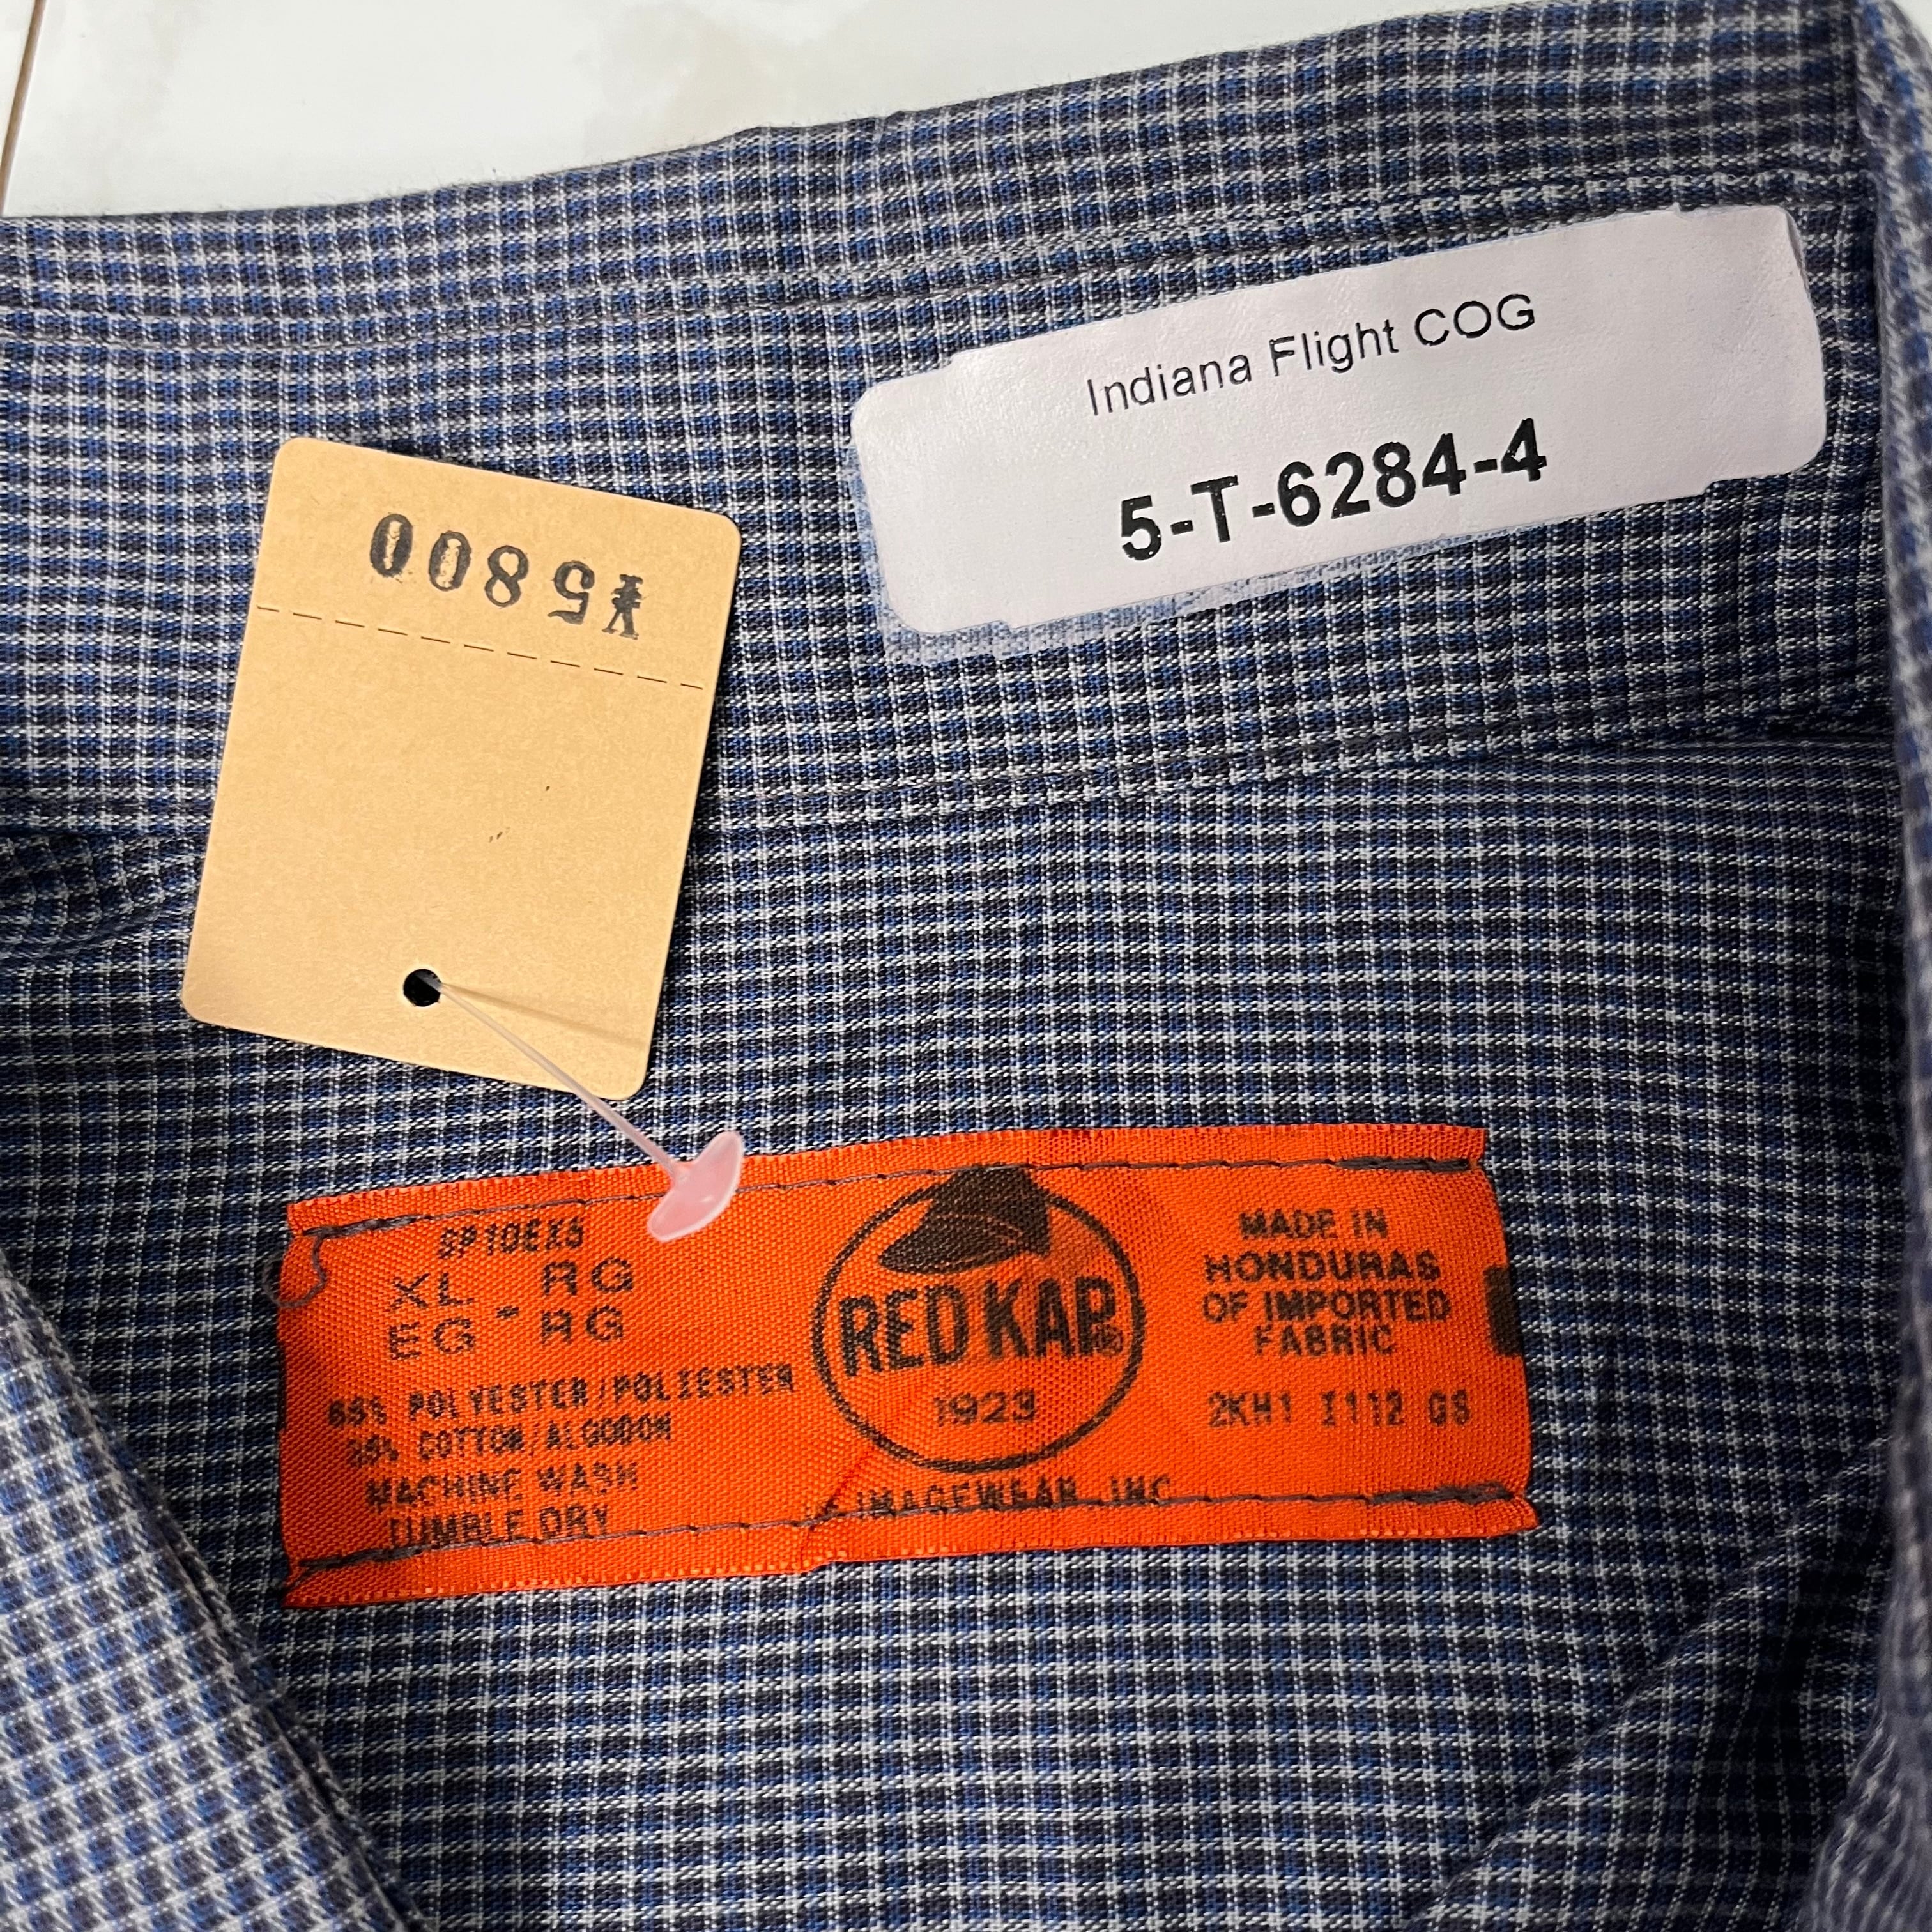 Indiana Flight COG
5-T-6284-4
¥5800
SP10EX5
XL - RG
EG - RG
65% POLYESTER/POLIESTER
35% COTTON/ALGODON
MACHINE WASH
TUMBLE DRY
RED KAP®
1923
IMAGEWEAR, INC
MADE IN
HONDURAS
OF IMPORTED
FABRIC
2KH1 I112 GS